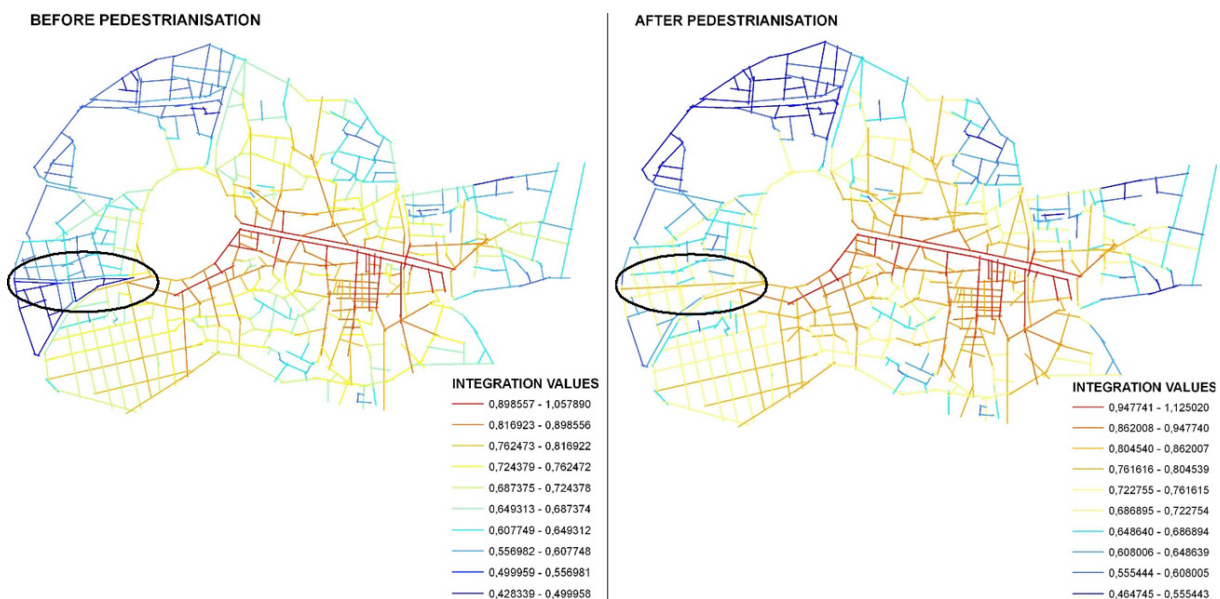 BEFORE PEDESTRIANISATION
INTEGRATION VALUES
0,898557 - 1,057890
0,816923 - 0,898556
0,762473 - 0,816922
0,724379 - 0,762472
0,687375 - 0,724378
0,649313 - 0,687374
0,607749 - 0,649312
0,556982 - 0,607748
0,499959 - 0,556981
0,428339 - 0,499958
AFTER PEDESTRIANISATION
INTEGRATION VALUES
0,947741 - 1,125020
0,862008 - 0,947740
0,804540 - 0,862007
0,761616 - 0,804539
0,722755 - 0,761615
0,686895 - 0,722754
0,648640 - 0,686894
0,608006 - 0,648639
0,555444 - 0,608005
0,464745 - 0,555443